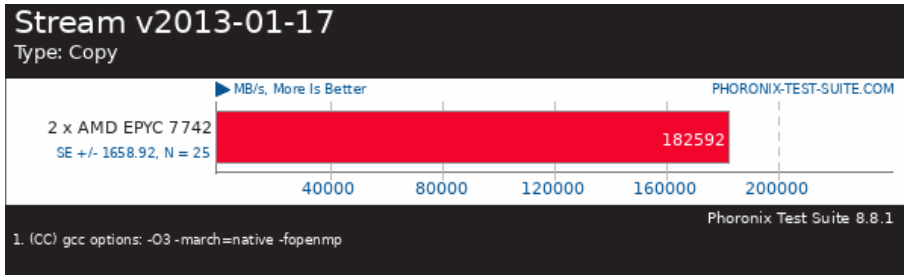 Stream v2013-01-17
Type: Copy
MB/s, More Is Better
PHORONIX-TEST-SUITE.COM
2 x AMD EPYC 7742
SE +/- 1658.92, N = 25
182592
40000 80000 120000 160000 200000
Phoronix Test Suite 8.8.1
1. (CC) gcc options: -O3 -march=native -fopenmp